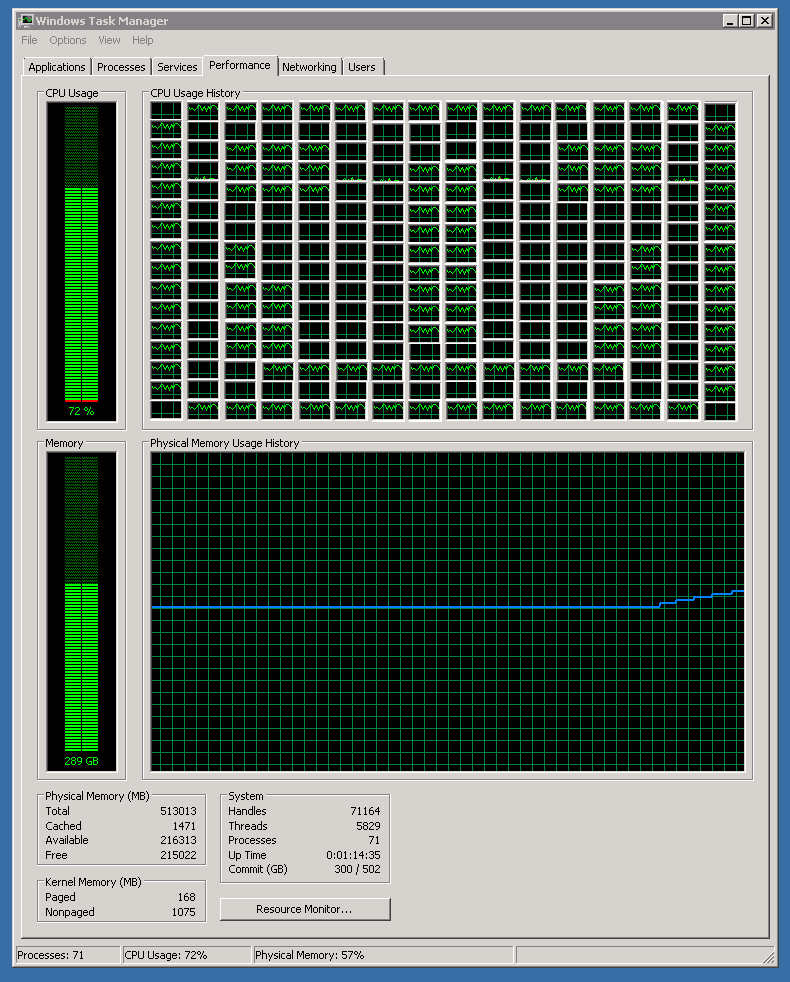 Windows Task Manager
File Options View Help
Applications Processes Services Performance Networking Users
CPU Usage
CPU Usage History
72 %
Memory
Physical Memory Usage History
289 GB
Physical Memory (MB)
Total 513013
Cached 1471
Available 216313
Free 215022
Kernel Memory (MB)
Paged 168
Nonpaged 1075
System
Handles 71164
Threads 5829
Processes 71
Up Time 0:01:14:35
Commit (GB) 300 / 502
Resource Monitor...
Processes: 71 CPU Usage: 72% Physical Memory: 57%